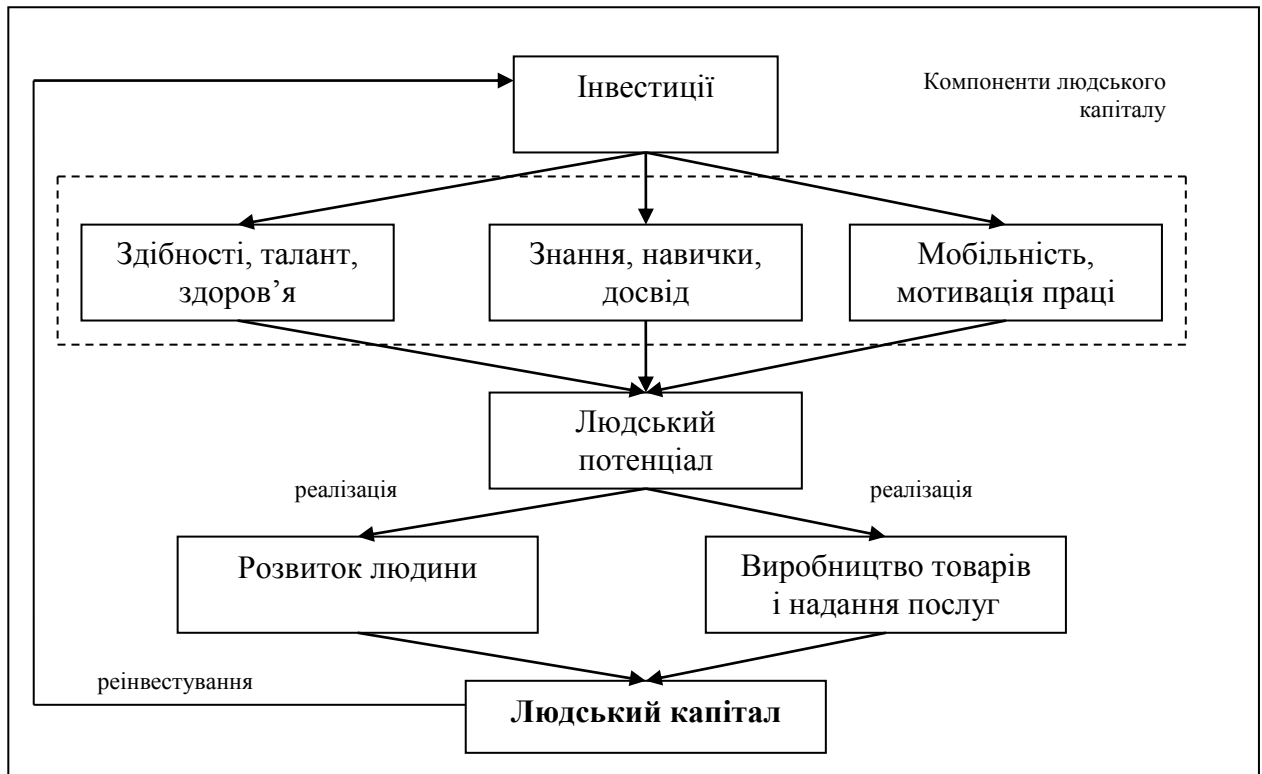 Інвестиції
Компоненти людського
капіталу
Здібності, талант,
здоров’я
Знання, навички,
досвід
Мобільність,
мотивація праці
Людський
потенціал
реалізація
реалізація
Розвиток людини
Виробництво товарів
і надання послуг
реінвестування
Людський капітал